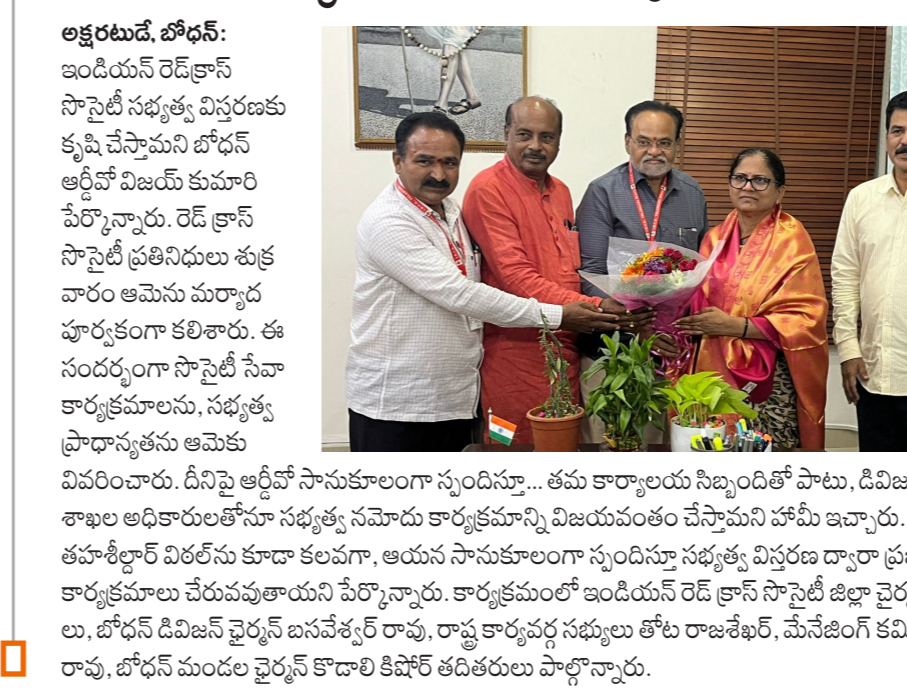 అక్షరటుడే, బోధన్:
ఇండియన్ రెడ్‌క్రాస్
సొసైటీ సభ్యత్వ విస్తరణకు
కృషి చేస్తామని బోధన్
ఆర్డీవో విజయ్ కుమారి
పేర్కొన్నారు. రెడ్ క్రాస్
సొసైటీ ప్రతినిధులు శుక్ర
వారం ఆమెను మర్యాద
పూర్వకంగా కలిశారు. ఈ
సందర్భంగా సొసైటీ సేవా
కార్యక్రమాలను, సభ్యత్వ
ప్రాధాన్యతను ఆమెకు
వివరించారు. దీనిపై ఆర్డీవో సానుకూలంగా స్పందిస్తూ... తమ కార్యాలయ సిబ్బందితో పాటు,
శాఖల అధికారులతోనూ సభ్యత్వ నమోదు కార్యక్రమాన్ని విజయవంతం చేస్తామని హామీ ఇచ్చారు.
తహశీల్దార్ విఠల్‌ను కూడా కలవగా, ఆయన సానుకూలంగా స్పందిస్తూ సభ్యత్వ విస్తరణ ద్వారా
కార్యక్రమాలు చేరువవుతాయని పేర్కొన్నారు. కార్యక్రమంలో ఇండియన్ రెడ్ క్రాస్ సొసైటీ జిల్లా
లు, బోధన్ డివిజన్ ఛైర్మన్ బసవేశ్వర్ రావు, రాష్ట్ర కార్యవర్గ సభ్యులు తోట రాజశేఖర్, మేనేజింగ్
రావు, బోధన్ మండల ఛైర్మన్ కొడాలి కిషోర్ తదితరులు పాల్గొన్నారు.